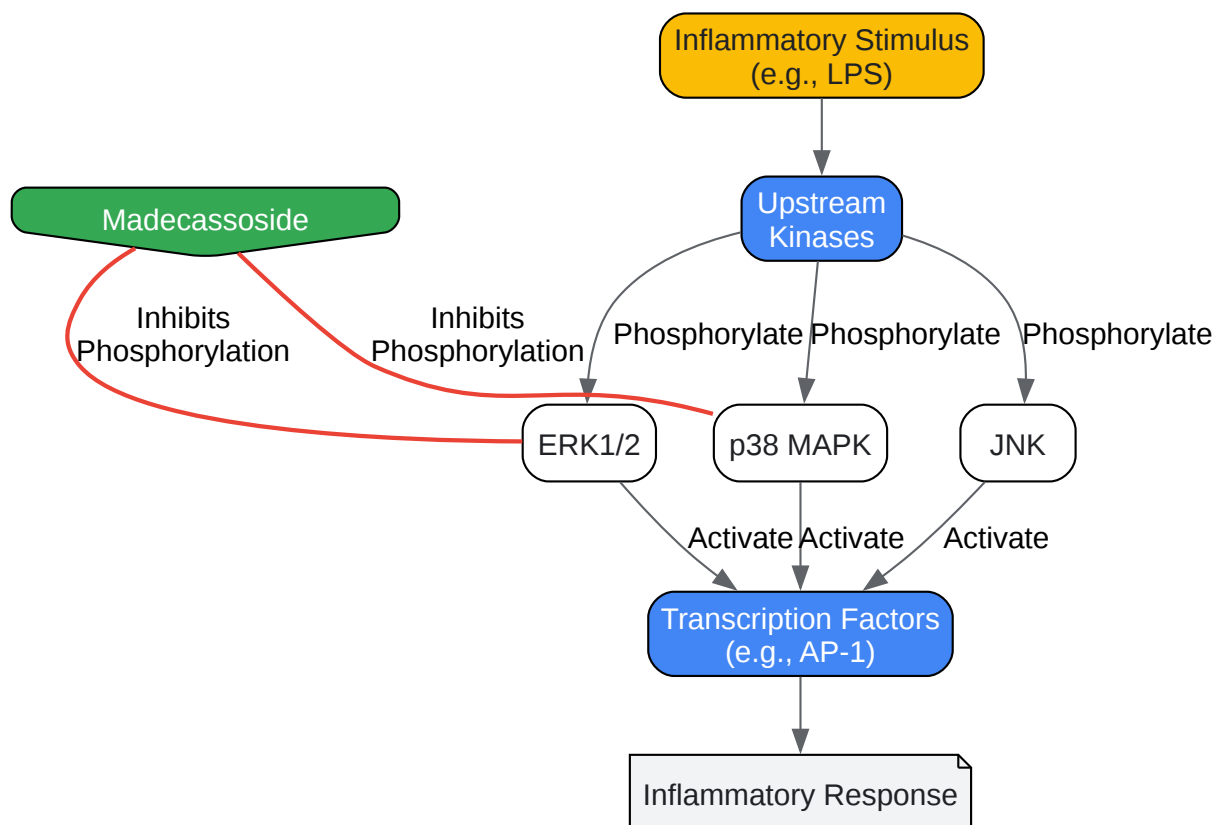 Inflammatory Stimulus
(e.g., LPS)
Madecassoside
Upstream
Kinases
Inhibits
Phosphorylation
Inhibits
Phosphorylation
Phosphorylate
Phosphorylate
Phosphorylate
ERK1/2
p38 MAPK
JNK
Activate
Activate
Activate
Transcription Factors
(e.g., AP-1)
Inflammatory Response